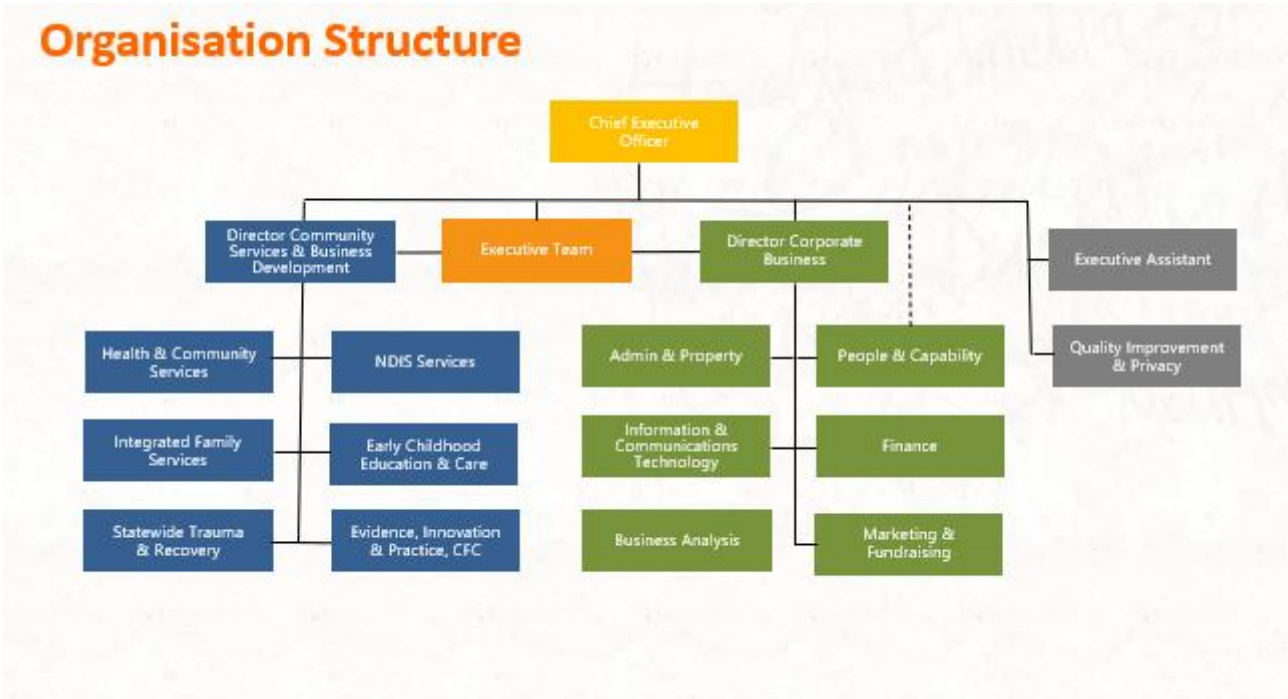 Organisation Structure
Chief Executive
Officer
Director Community
Services & Business
Development
Executive Team
Director Corporate
Business
Executive Assistant
Health & Community
Services
NDIS Services
Admin & Property
People & Capability
Quality Improvement
& Privacy
Integrated Family
Services
Early Childhood
Education & Care
Information &
Communications
Technology
Finance
Statewide Trauma
& Recovery
Evidence, Innovation
& Practice, CFC
Business Analysis
Marketing &
Fundraising